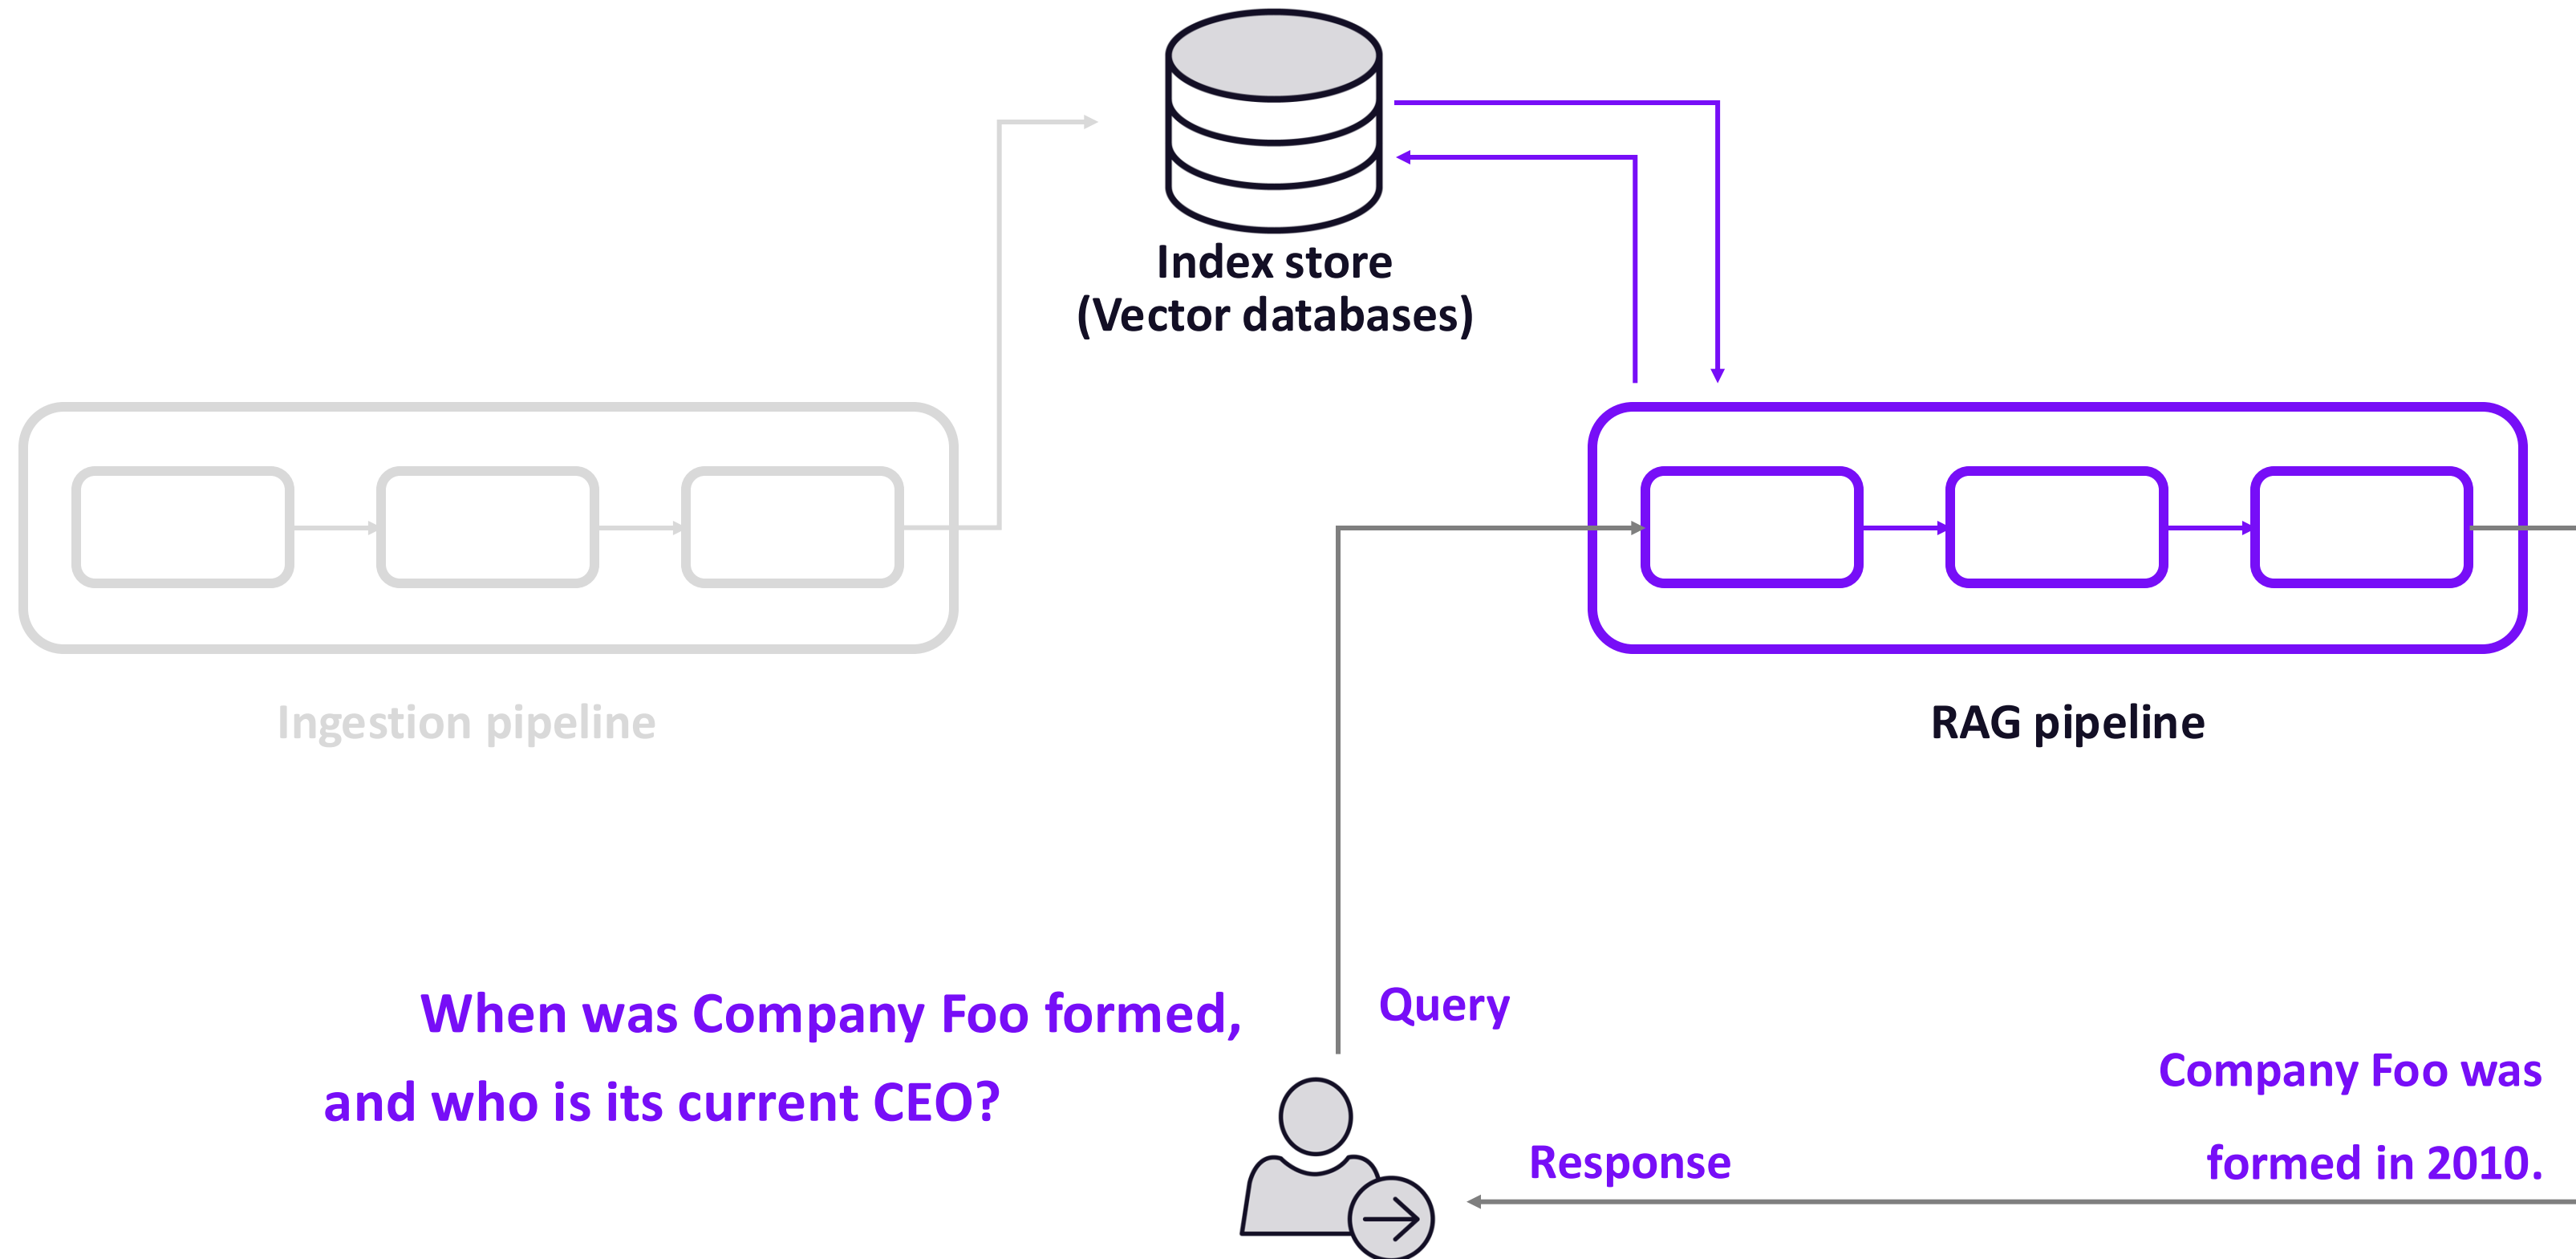 Index store
(Vector databases)
Ingestion pipeline
RAG pipeline
When was Company Foo formed,
and who is its current CEO?
Query
Company Foo was
formed in 2010.
Response